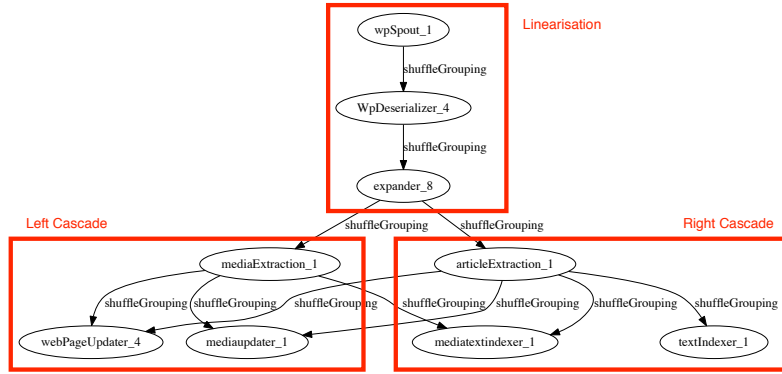 wpSpout_1
Linearisation
shuffleGrouping
WpDeserializer_4
shuffleGrouping
expander_8
Left Cascade
shuffleGrouping
shuffleGrouping
Right Cascade
mediaExtraction_1
articleExtraction_1
shuffleGrouping
shuffleGrouping
shuffleGrouping
shuffleGrouping
shuffleGrouping
shuffleGrouping
shuffleGrouping
webPageUpdater_4
mediaupdater_1
mediatextindexer_1
textIndexer_1